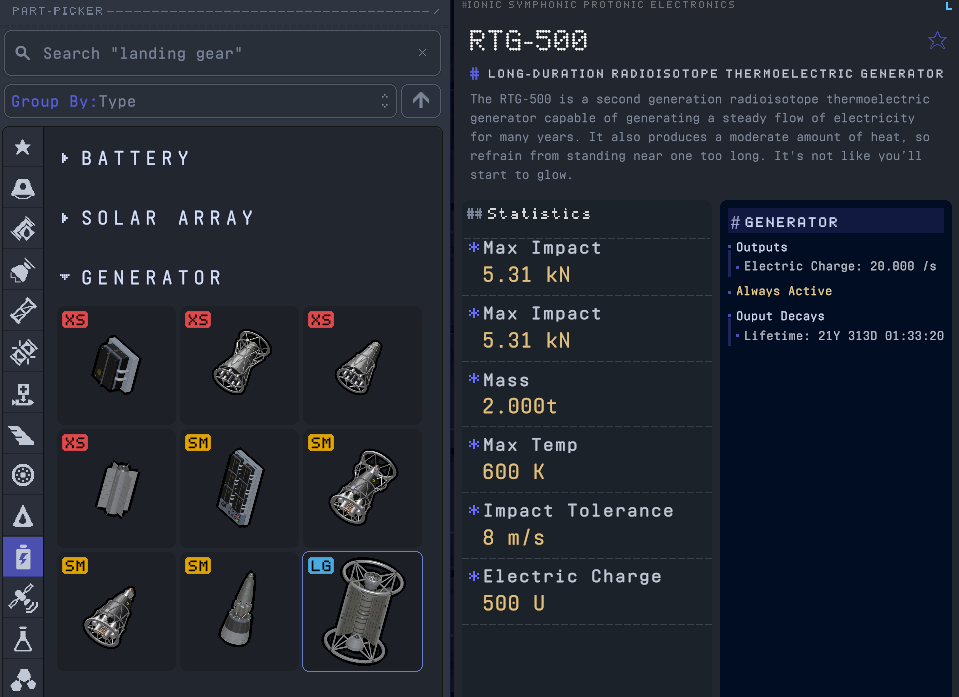 PART-PICKER
Search "landing gear"
Group By:Type
BATTERY
SOLAR ARRAY
GENERATOR
XS
XS
XS
XS
SM
SM
SM
SM
LG
#IONIC SYMPHONIC PROTONIC ELECTRONICS
RTG-500
# LONG-DURATION RADIOISOTOPE THERMOELECTRIC GENERATOR
The RTG-500 is a second generation radioisotope thermoelectric
generator capable of generating a steady flow of electricity
for many years. It also produces a moderate amount of heat, so
refrain from standing near one too long. It's not like you'll
start to glow.
## Statistics
*Max Impact
5.31 kN
*Max Impact
5.31 kN
*Mass
2.000t
*Max Temp
600 K
*Impact Tolerance
8 m/s
*Electric Charge
500 U
# GENERATOR
Outputs
Electric Charge: 20.000 /s
Always Active
Ouput Decays
Lifetime: 21Y 313D 01:33:20